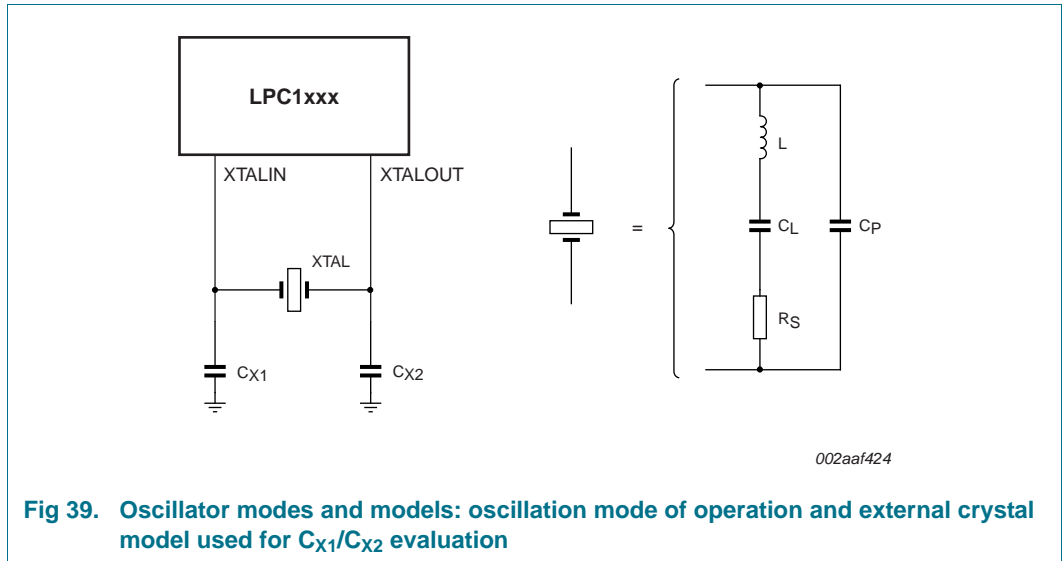 LPC1xxx
XTALIN
XTALOUT
XTAL
CX1
CX2
=
L
CL
CP
RS
002aaf424
Fig 39. Oscillator modes and models: oscillation mode of operation and external crystal
model used for CX1/CX2 evaluation